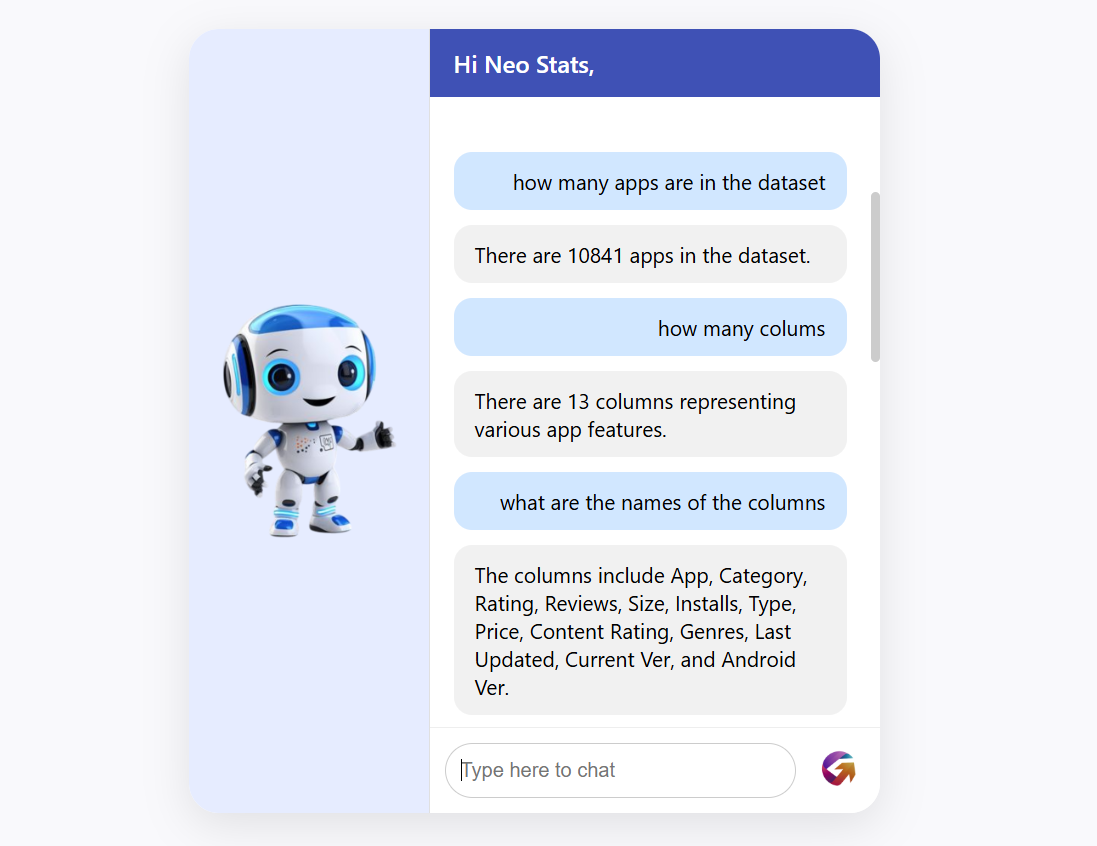 Hi Neo Stats,
how many apps are in the dataset
There are 10841 apps in the dataset.
how many colums
There are 13 columns representing
various app features.
what are the names of the columns
The columns include App, Category,
Rating, Reviews, Size, Installs, Type,
Price, Content Rating, Genres, Last
Updated, Current Ver, and Android
Ver.
Type here to chat